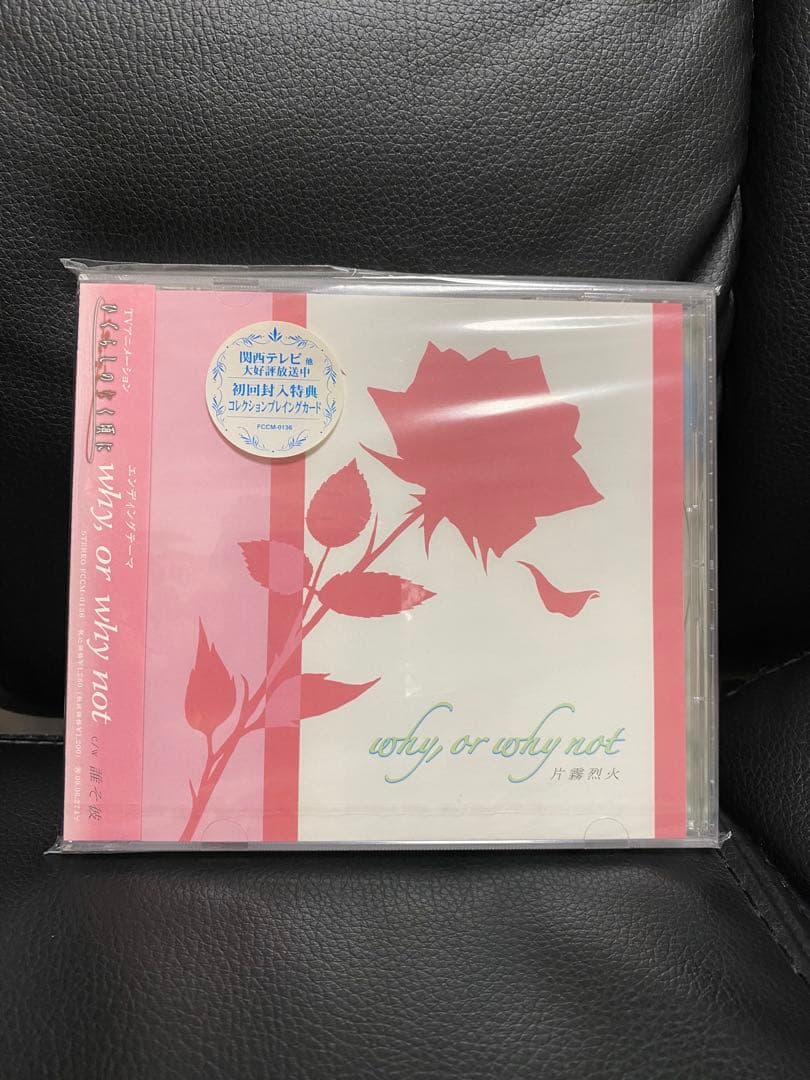 TVアニメーション
ひぐらしのなく頃に
エンディングテーマ
why, or why not
c/w 誰そ彼
STEREO FCCM-0136
関西テレビ 他
大好評放送中
初回封入特典
コレクションプレイングカード
FCCM-0136
why, or why not
片霧烈火